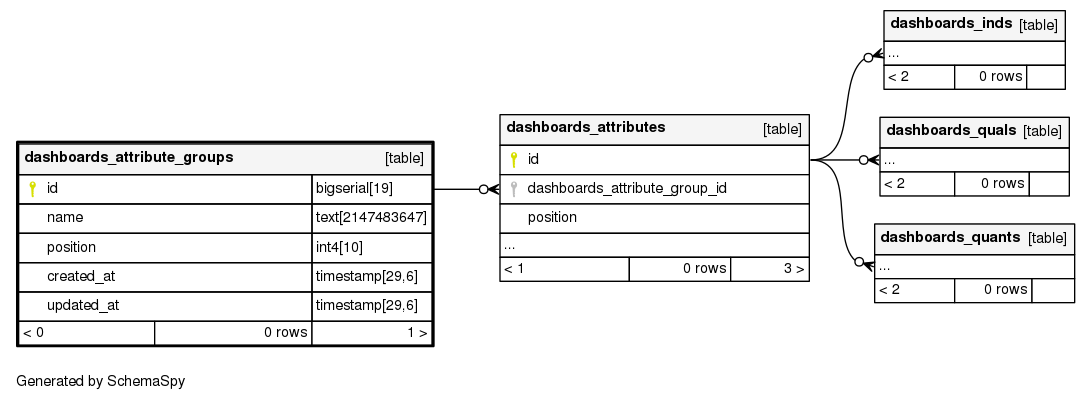 dashboards_attribute_groups [table]
id bigserial[19]
name text[2147483647]
position int4[10]
created_at timestamp[29,6]
updated_at timestamp[29,6]
< 0 0 rows 1 >
dashboards_attributes [table]
id
dashboards_attribute_group_id
position
...
< 1 0 rows 3 >
dashboards_inds [table]
...
< 2 0 rows
dashboards_quals [table]
...
< 2 0 rows
dashboards_quants [table]
...
< 2 0 rows
Generated by SchemaSpy